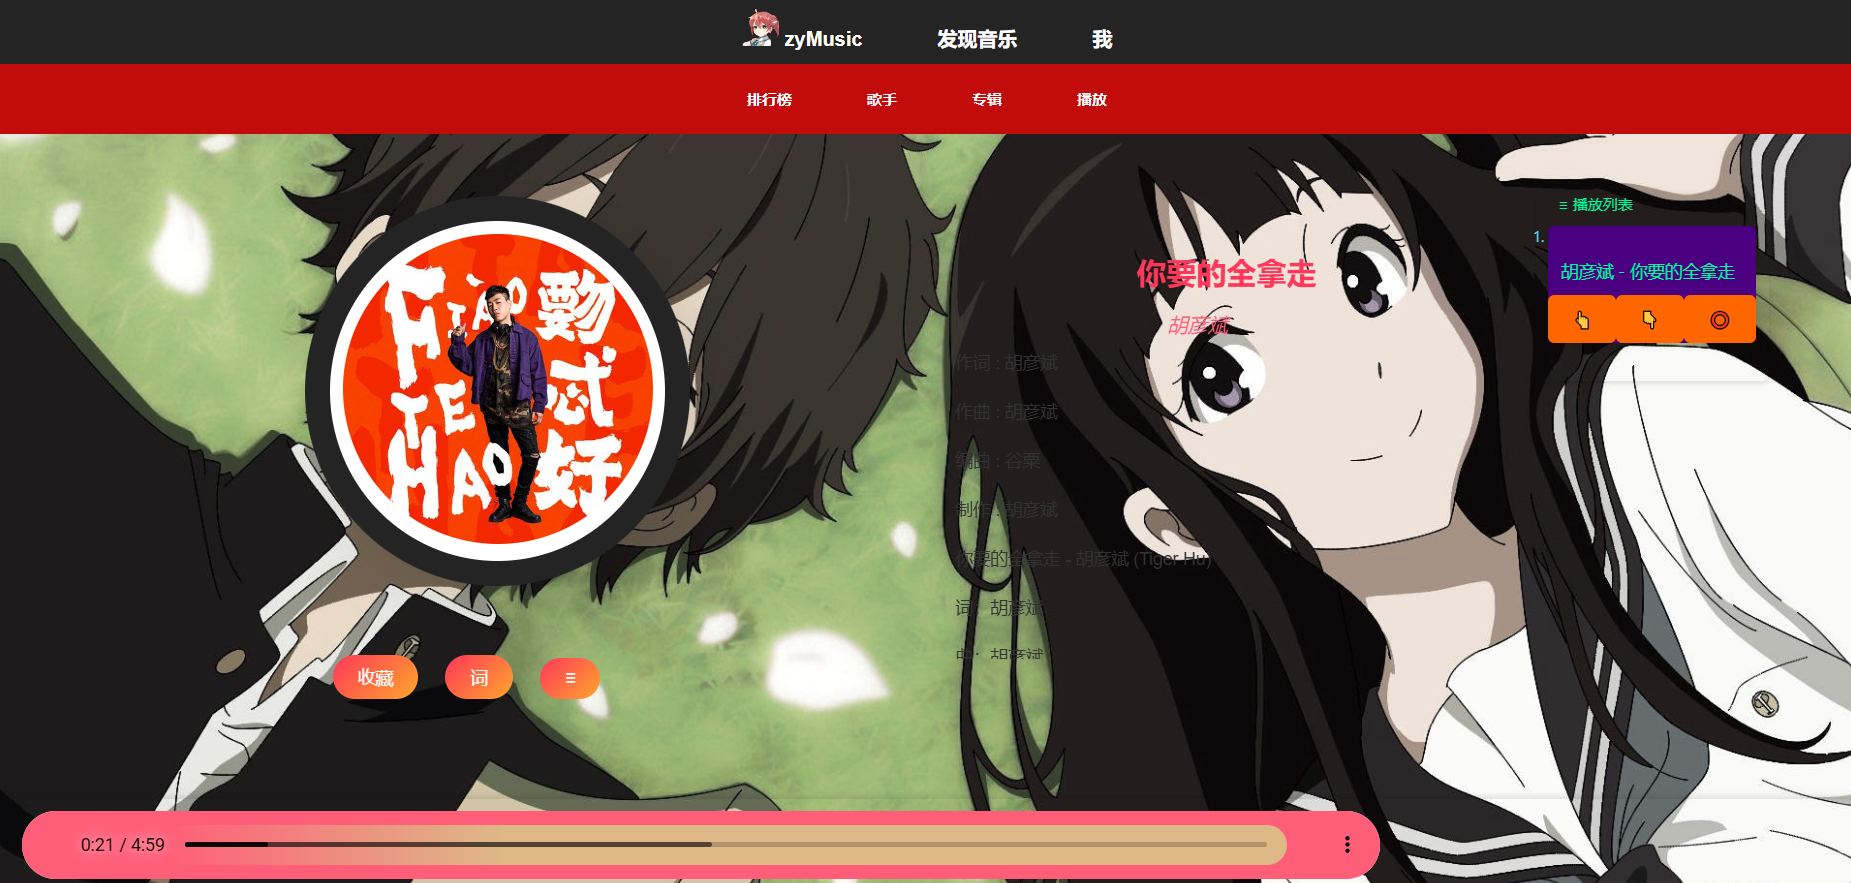 zyMusic 发现音乐 我
排行榜 歌手 专辑 播放
≡ 播放列表
1.
胡彦斌 - 你要的全拿走
HIAO 覅
TE 忒
HAO 好
你要的全拿走
胡彦斌
作词 : 胡彦斌
作曲 : 胡彦斌
编曲 : 谷粟
制作 : 胡彦斌
你要的全拿走 - 胡彦斌 (Tiger Hu)
词：胡彦斌
曲：胡彦斌
收藏 词 ≡
0:21 / 4:59